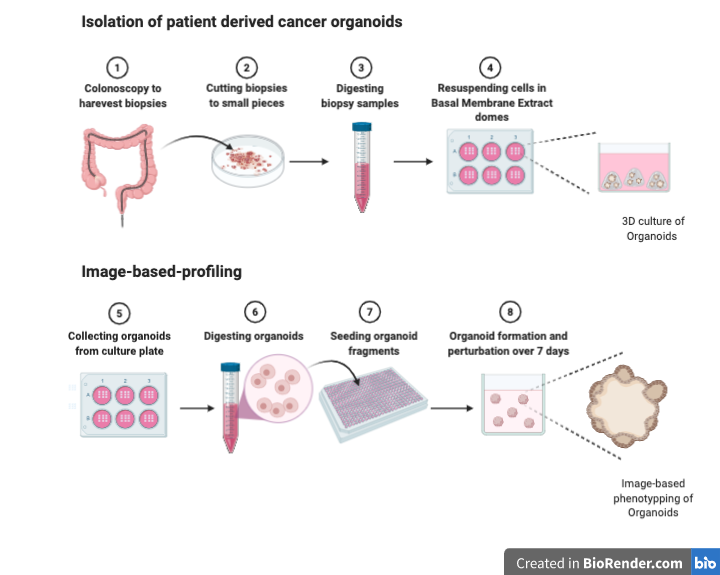 Isolation of patient derived cancer organoids
1
2
3
4
Colonoscopy to
harevest biopsies
Cutting biopsies
to small pieces
Digesting
biopsy samples
Resuspending cells in
Basal Membrane Extract
domes
1 2 3
A
B
3D culture of
Organoids
Image-based-profiling
5
6
7
8
Collecting organoids
from culture plate
Digesting organoids
Seeding organoid
fragments
Organoid formation and
perturbation over 7 days
1 2 3
A
B
Image-based
phenotypping of
Organoids
Created in BioRender.com bio